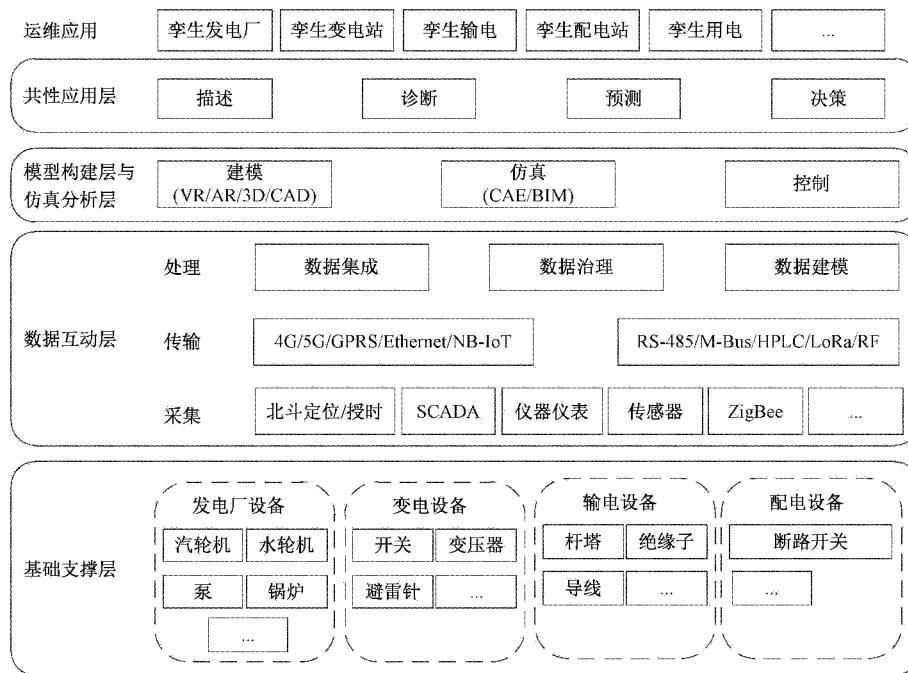 运维应用 孪生发电厂 孪生变电站 孪生输电 孪生配电站 孪生用电 ...
共性应用层 描述 诊断 预测 决策
模型构建层与
仿真分析层
建模
(VR/AR/3D/CAD)
仿真
(CAE/BIM)
控制
数据互动层
处理 数据集成 数据治理 数据建模
传输 4G/5G/GPRS/Ethernet/NB-IoT RS-485/M-Bus/HPLC/LoRa/RF
采集 北斗定位/授时 SCADA 仪器仪表 传感器 ZigBee ...
基础支撑层
发电厂设备
汽轮机 水轮机
泵 锅炉
...
变电设备
开关 变压器
避雷针 ...
输电设备
杆塔 绝缘子
导线 ...
配电设备
断路开关
...